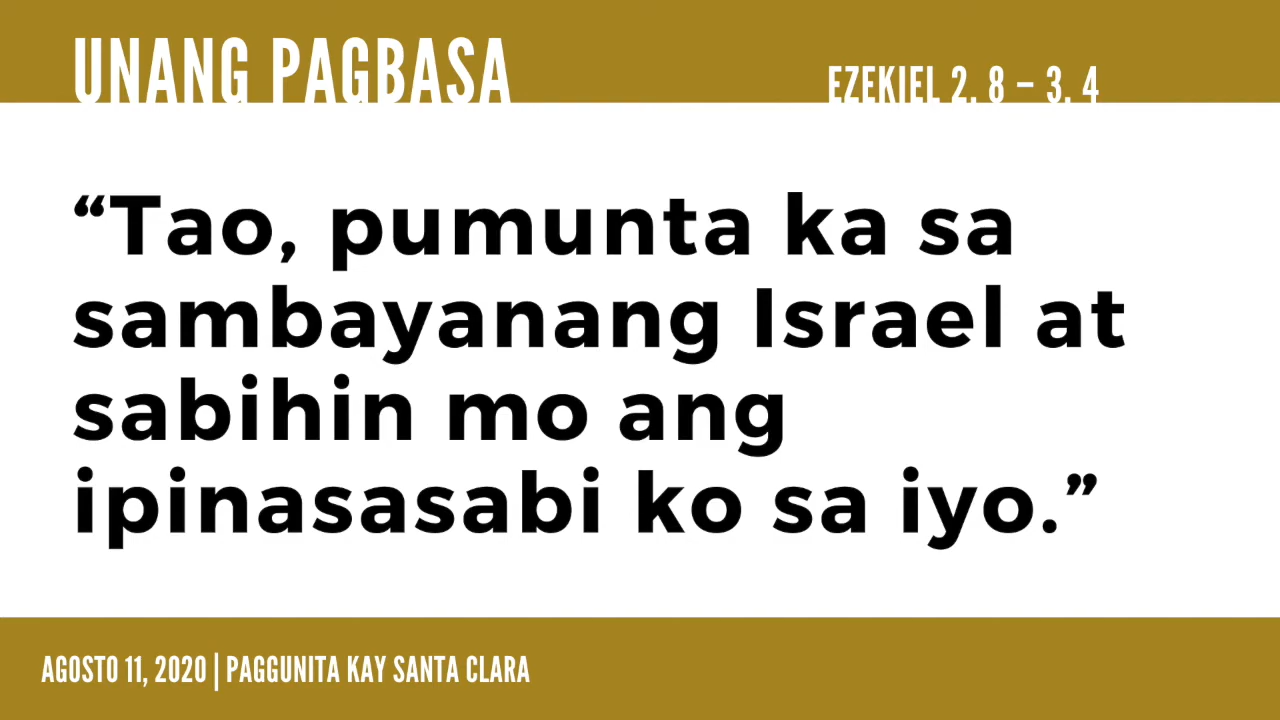 UNANG PAGBASA
EZEKIEL 2, 8 – 3, 4
“Tao, pumunta ka sa
sambayanang Israel at
sabihin mo ang
ipinasasabi ko sa iyo.”
AGOSTO 11, 2020 | PAGGUNITA KAY SANTA CLARA